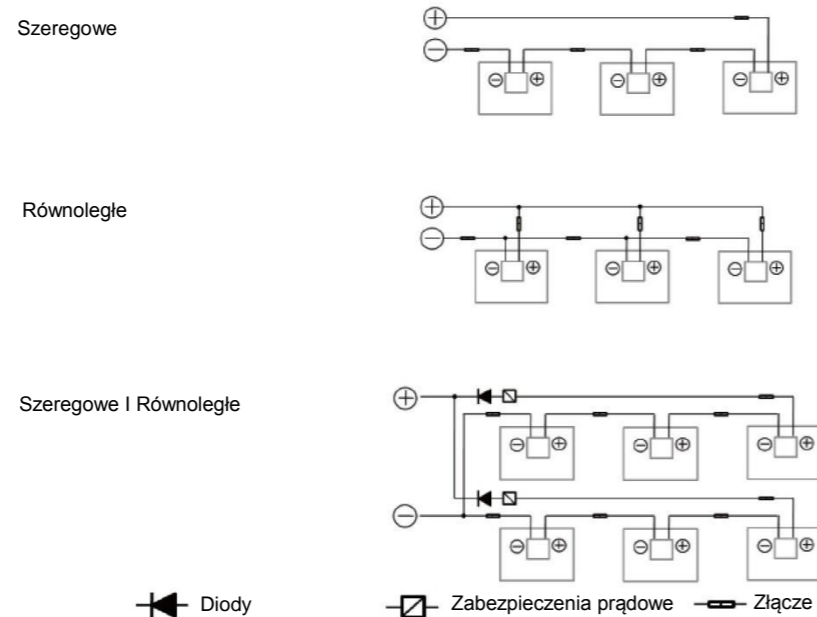 Szeregowe
Równoległe
Szeregowe I Równoległe
Diody
Zabezpieczenia prądowe
Złącze